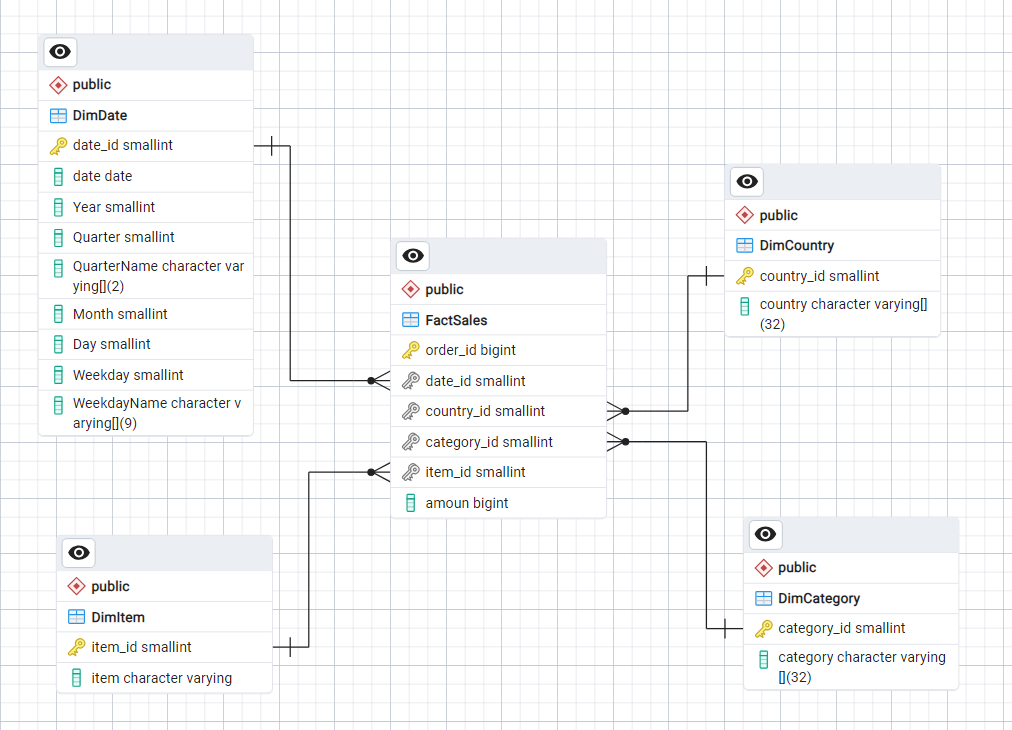 public
DimDate
date_id smallint
date date
Year smallint
Quarter smallint
QuarterName character var
ying[](2)
Month smallint
Day smallint
Weekday smallint
WeekdayName character v
arying[](9)
public
FactSales
order_id bigint
date_id smallint
country_id smallint
category_id smallint
item_id smallint
amoun bigint
public
DimCountry
country_id smallint
country character varying[]
(32)
public
DimItem
item_id smallint
item character varying
public
DimCategory
category_id smallint
category character varying
[](32)